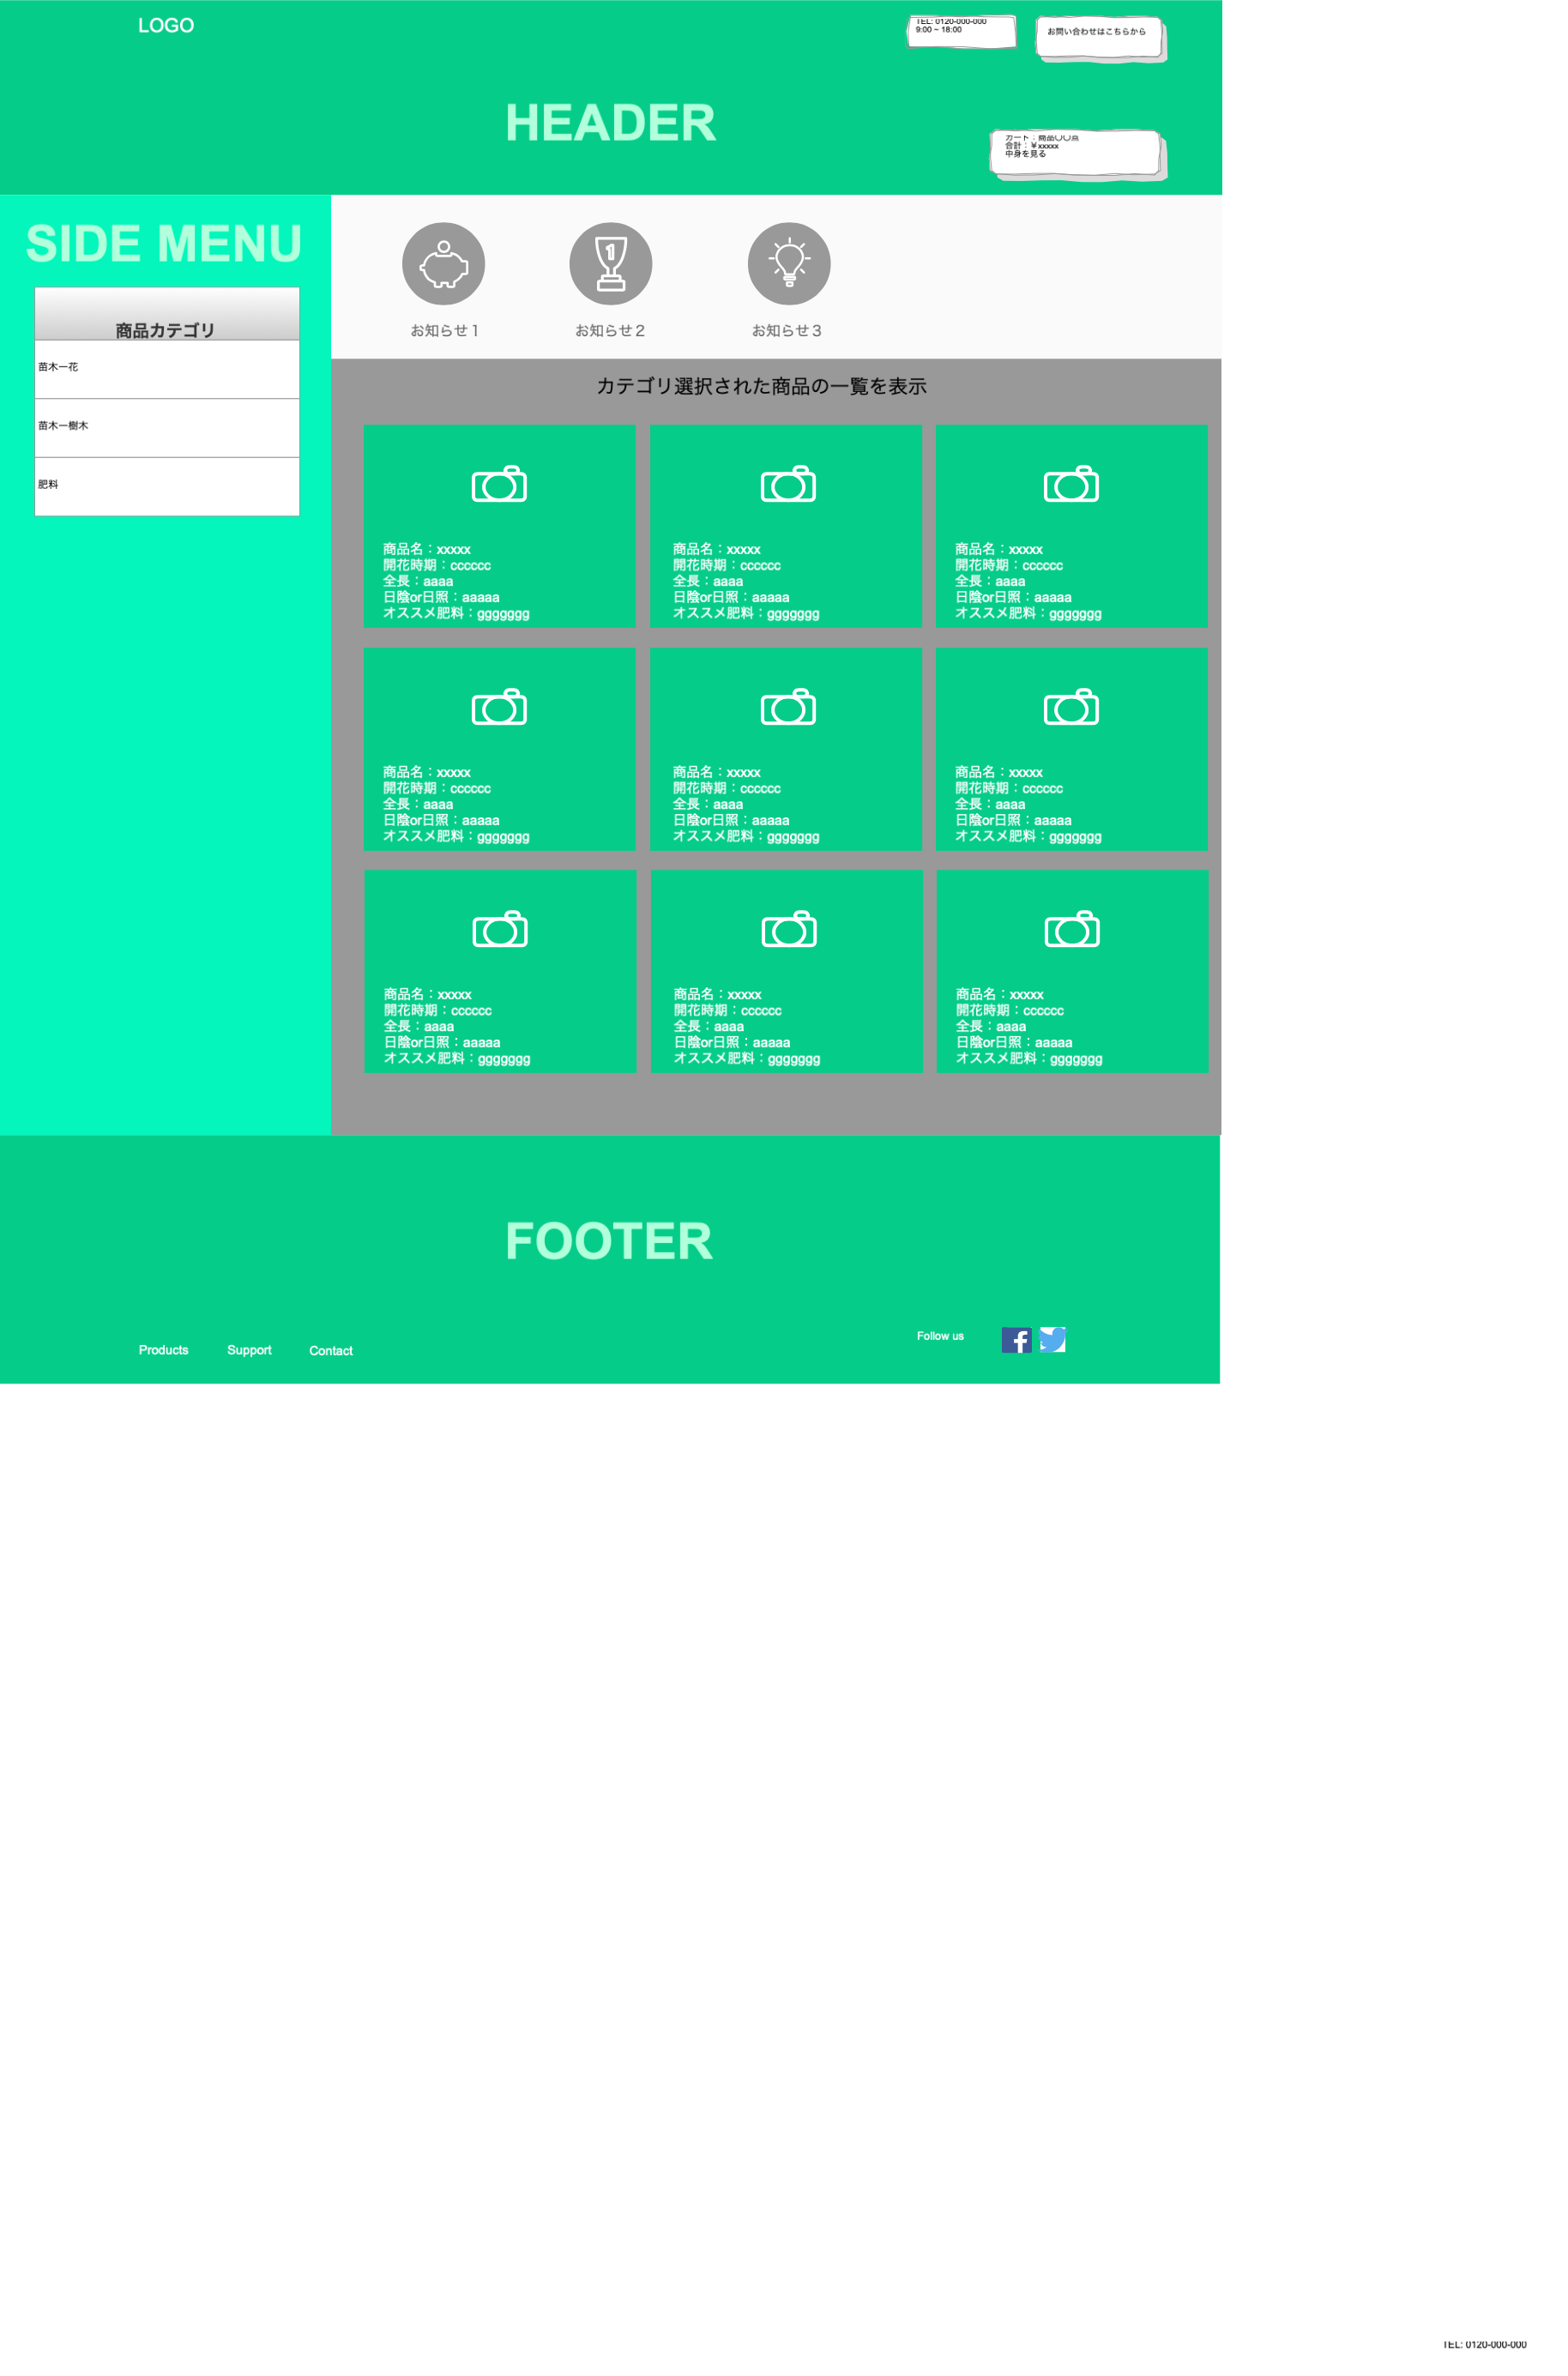 LOGO
TEL: 0120-000-000
9:00 ~ 18:00
お問い合わせはこちらから
HEADER
カート：商品〇〇点
合計：￥xxxxx
中身を見る
SIDE MENU
商品カテゴリ
苗木ー花
苗木ー樹木
肥料
お知らせ１
お知らせ２
お知らせ３
カテゴリ選択された商品の一覧を表示
商品名：xxxxx
開花時期：cccccc
全長：aaaa
日陰or日照：aaaaa
オススメ肥料：ggggggg
商品名：xxxxx
開花時期：cccccc
全長：aaaa
日陰or日照：aaaaa
オススメ肥料：ggggggg
商品名：xxxxx
開花時期：cccccc
全長：aaaa
日陰or日照：aaaaa
オススメ肥料：ggggggg
商品名：xxxxx
開花時期：cccccc
全長：aaaa
日陰or日照：aaaaa
オススメ肥料：ggggggg
商品名：xxxxx
開花時期：cccccc
全長：aaaa
日陰or日照：aaaaa
オススメ肥料：ggggggg
商品名：xxxxx
開花時期：cccccc
全長：aaaa
日陰or日照：aaaaa
オススメ肥料：ggggggg
商品名：xxxxx
開花時期：cccccc
全長：aaaa
日陰or日照：aaaaa
オススメ肥料：ggggggg
商品名：xxxxx
開花時期：cccccc
全長：aaaa
日陰or日照：aaaaa
オススメ肥料：ggggggg
商品名：xxxxx
開花時期：cccccc
全長：aaaa
日陰or日照：aaaaa
オススメ肥料：ggggggg
FOOTER
Products
Support
Contact
Follow us
TEL: 0120-000-000